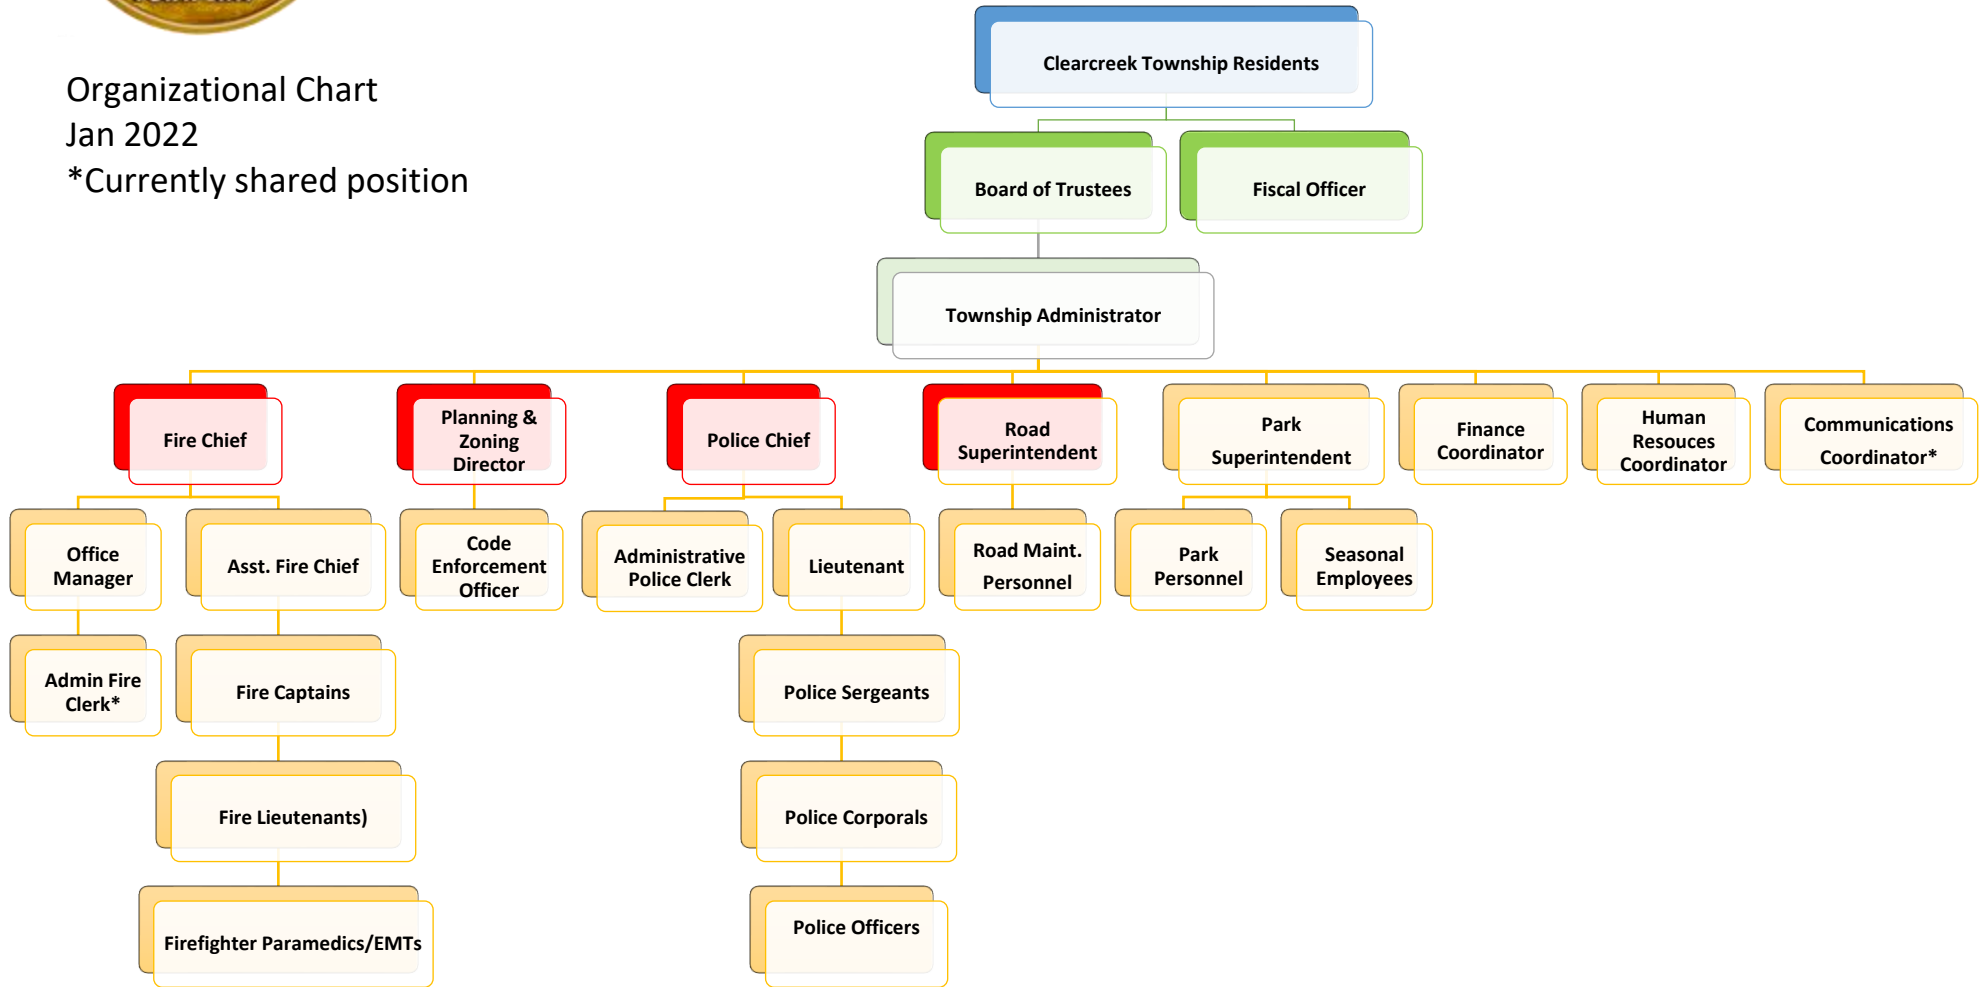 Organizational Chart
Jan 2022
*Currently shared position
Clearcreek Township Residents
Board of Trustees
Fiscal Officer
Township Administrator
Fire Chief
Planning &
Zoning
Director
Police Chief
Road
Superintendent
Park
Superintendent
Finance
Coordinator
Human
Resouces
Coordinator
Communications
Coordinator*
Office
Manager
Asst. Fire Chief
Code
Enforcement
Officer
Administrative
Police Clerk
Lieutenant
Road Maint.
Personnel
Park
Personnel
Seasonal
Employees
Admin Fire
Clerk*
Fire Captains
Police Sergeants
Fire Lieutenants)
Police Corporals
Firefighter Paramedics/EMTs
Police Officers